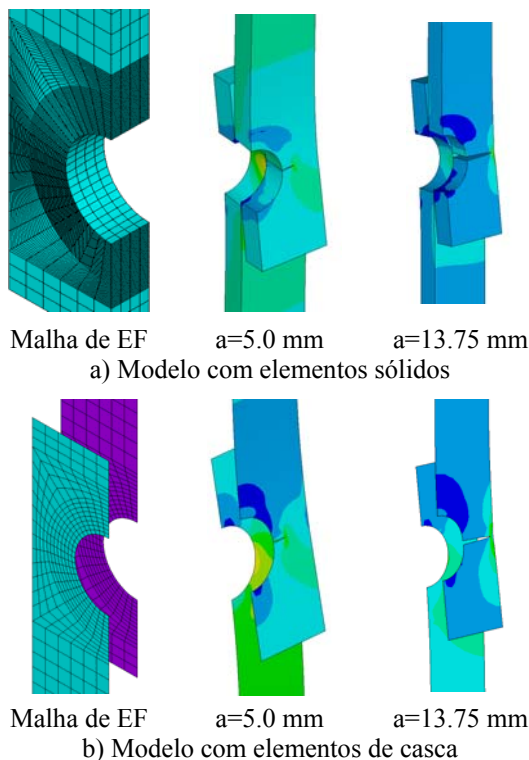 Malha de EF a=5.0 mm a=13.75 mm
a) Modelo com elementos sólidos
Malha de EF a=5.0 mm a=13.75 mm
b) Modelo com elementos de casca